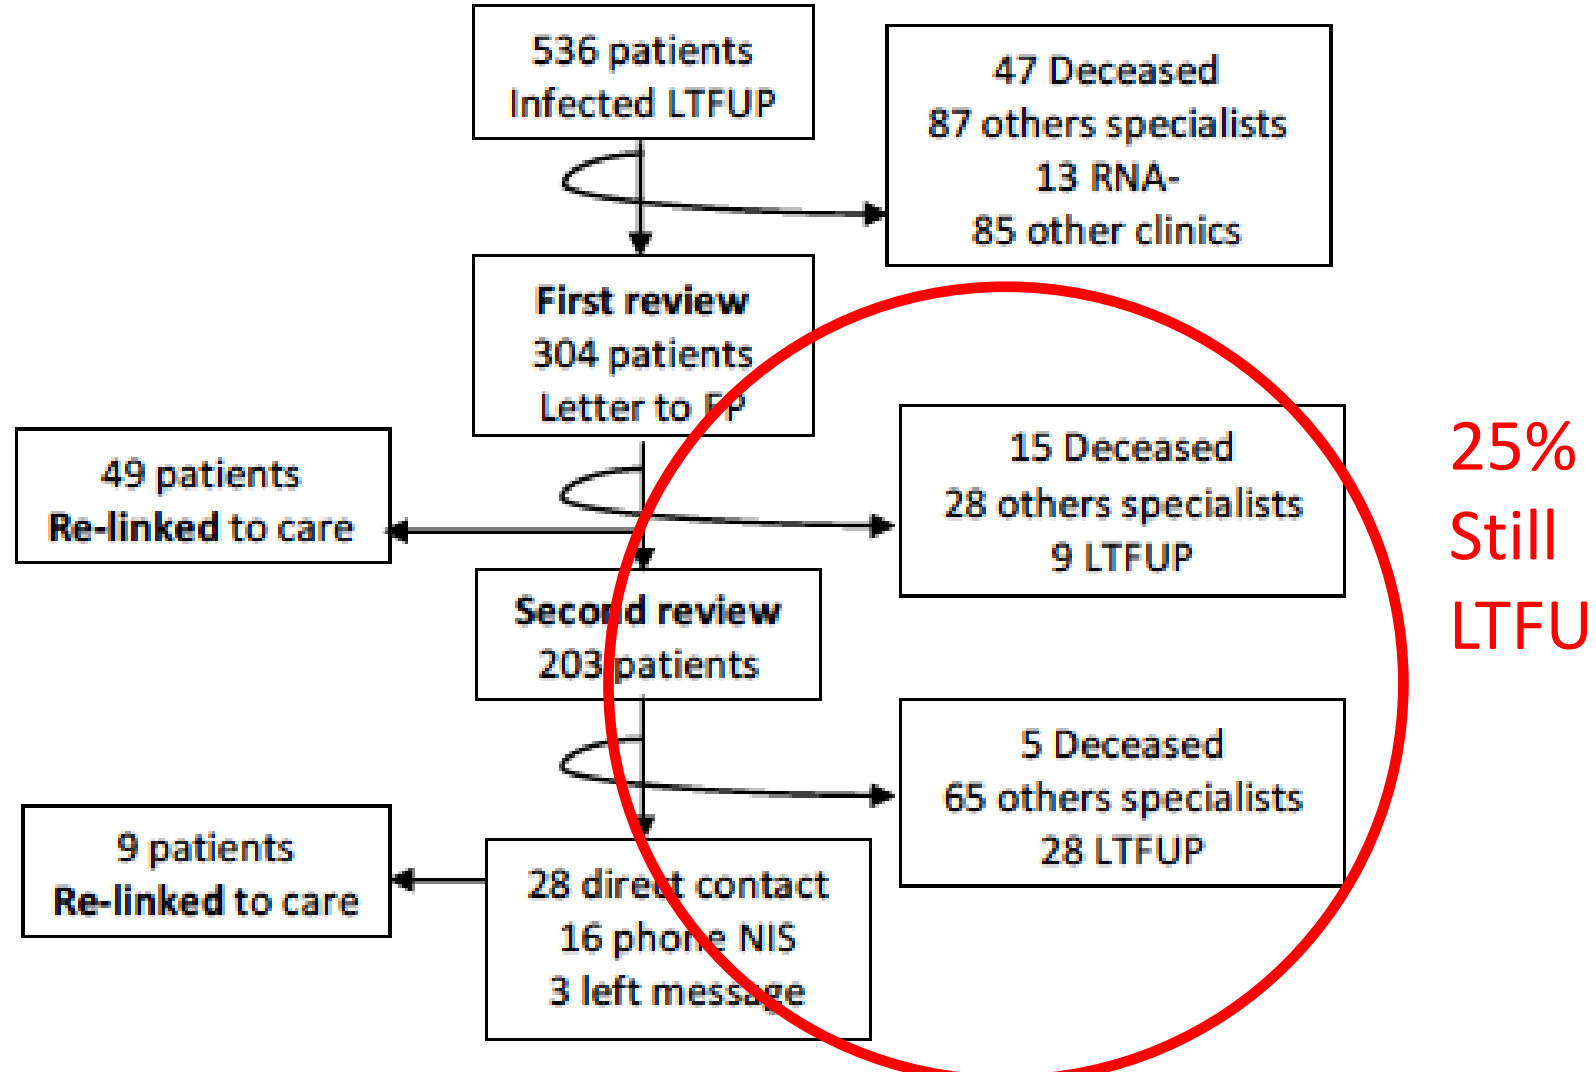 536 patients
Infected LTFUP
47 Deceased
87 others specialists
13 RNA-
85 other clinics
First review
304 patients
Letter to FP
49 patients
Re-linked to care
15 Deceased
28 others specialists
9 LTFUP
25%
Still
LTFU
Second review
203 patients
5 Deceased
65 others specialists
28 LTFUP
9 patients
Re-linked to care
28 direct contact
16 phone NIS
3 left message